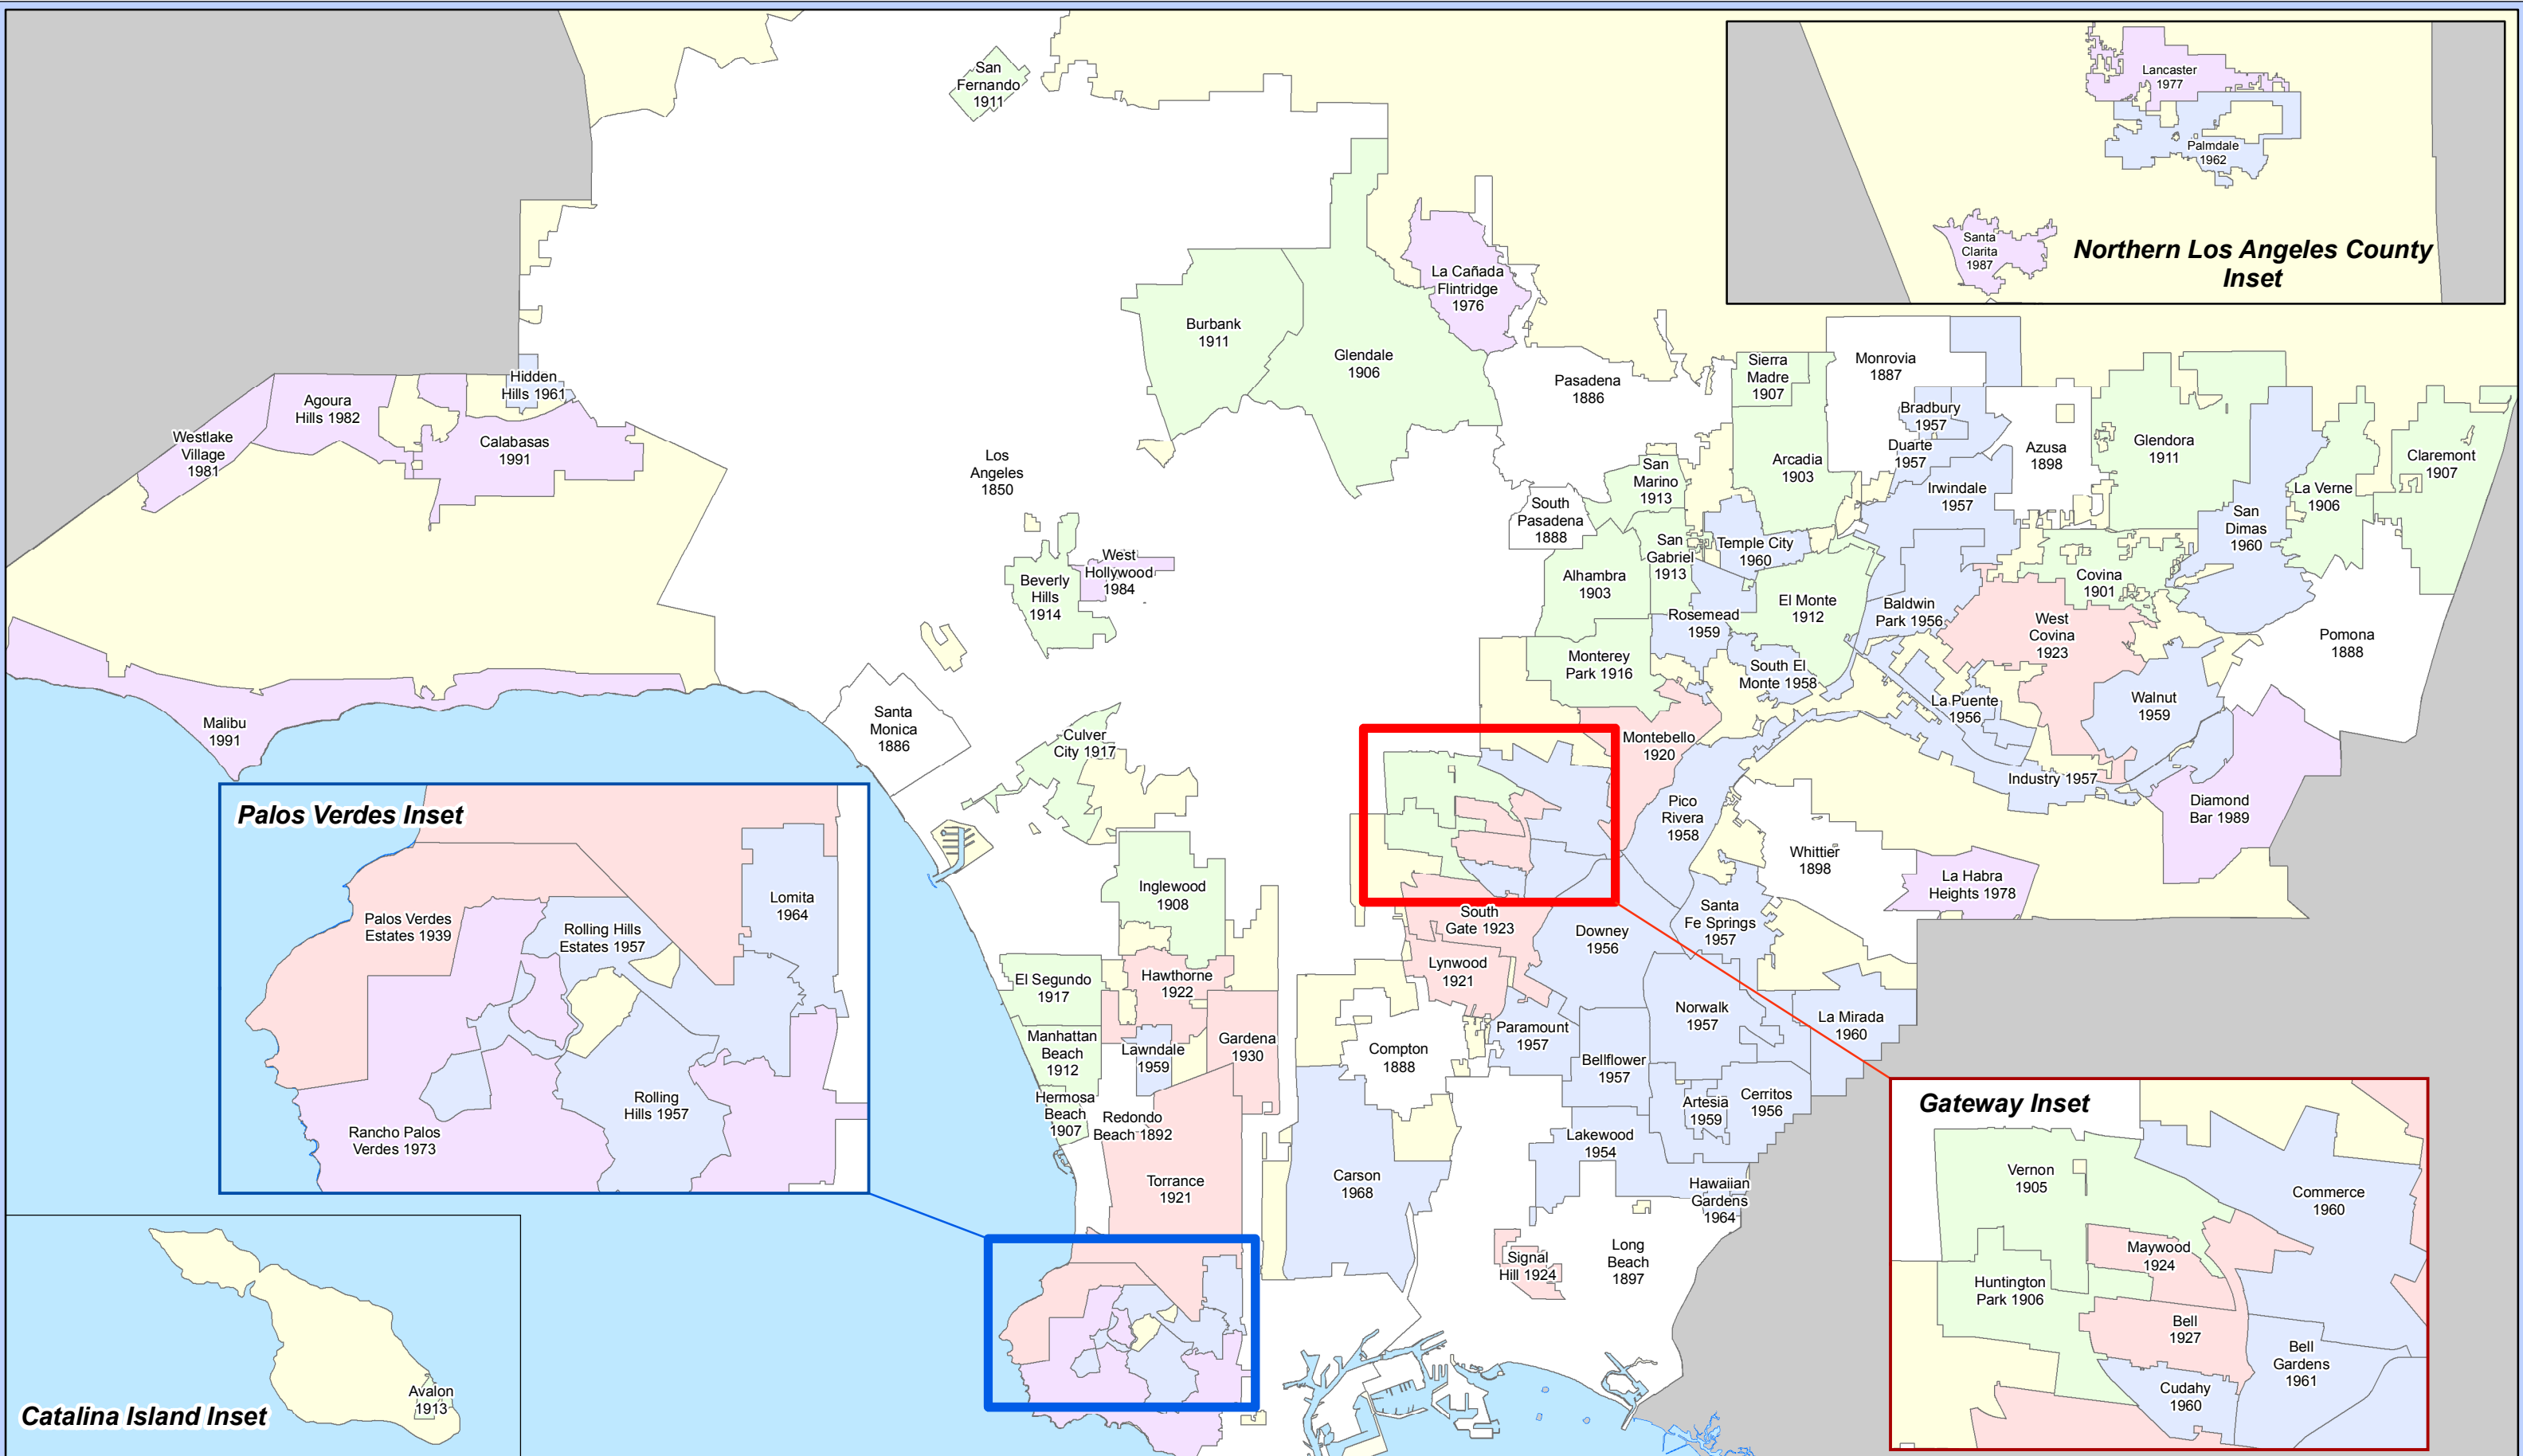 San
Fernando
1911
Lancaster
1977
Palmdale
1962
Santa
Clarita
1987
Northern Los Angeles County
Inset
La Cañada
Flintridge
1976
Burbank
1911
Glendale
1906
Pasadena
1886
Sierra
Madre
1907
Monrovia
1887
Hidden
Hills 1961
Agoura
Hills 1982
Westlake
Village
1981
Calabasas
1991
Los
Angeles
1850
Bradbury
1957
Duarte
1957
Azusa
1898
Glendora
1911
Claremont
1907
Arcadia
1903
San
Marino
1913
South
Pasadena
1888
Irwindale
1957
La Verne
1906
San
Dimas
1960
San
Gabriel
1913
Temple City
1960
West
Hollywood
1984
Beverly
Hills
1914
Alhambra
1903
El Monte
1912
Baldwin
Park 1956
Covina
1901
Rosemead
1959
West
Covina
1923
Pomona
1888
Monterey
Park 1916
South El
Monte 1958
La Puente
1956
Walnut
1959
Malibu
1991
Santa
Monica
1886
Culver
City 1917
Montebello
1920
Industry 1957
Diamond
Bar 1989
Pico
Rivera
1958
Whittier
1898
La Habra
Heights 1978
Inglewood
1908
South
Gate 1923
Downey
1956
Santa
Fe Springs
1957
El Segundo
1917
Hawthorne
1922
Lynwood
1921
Norwalk
1957
La Mirada
1960
Manhattan
Beach
1912
Lawndale
1959
Gardena
1930
Compton
1888
Paramount
1957
Bellflower
1957
Hermosa
Beach
1907
Redondo
Beach 1892
Artesia
1959
Cerritos
1956
Lakewood
1954
Torrance
1921
Carson
1968
Hawaiian
Gardens
1964
Signal
Hill 1924
Long
Beach
1897
Palos Verdes Inset
Lomita
1964
Palos Verdes
Estates 1939
Rolling Hills
Estates 1957
Rolling
Hills 1957
Rancho Palos
Verdes 1973
Gateway Inset
Vernon
1905
Commerce
1960
Maywood
1924
Huntington
Park 1906
Bell
1927
Bell
Gardens
1961
Cudahy
1960
Avalon
1913
Catalina Island Inset